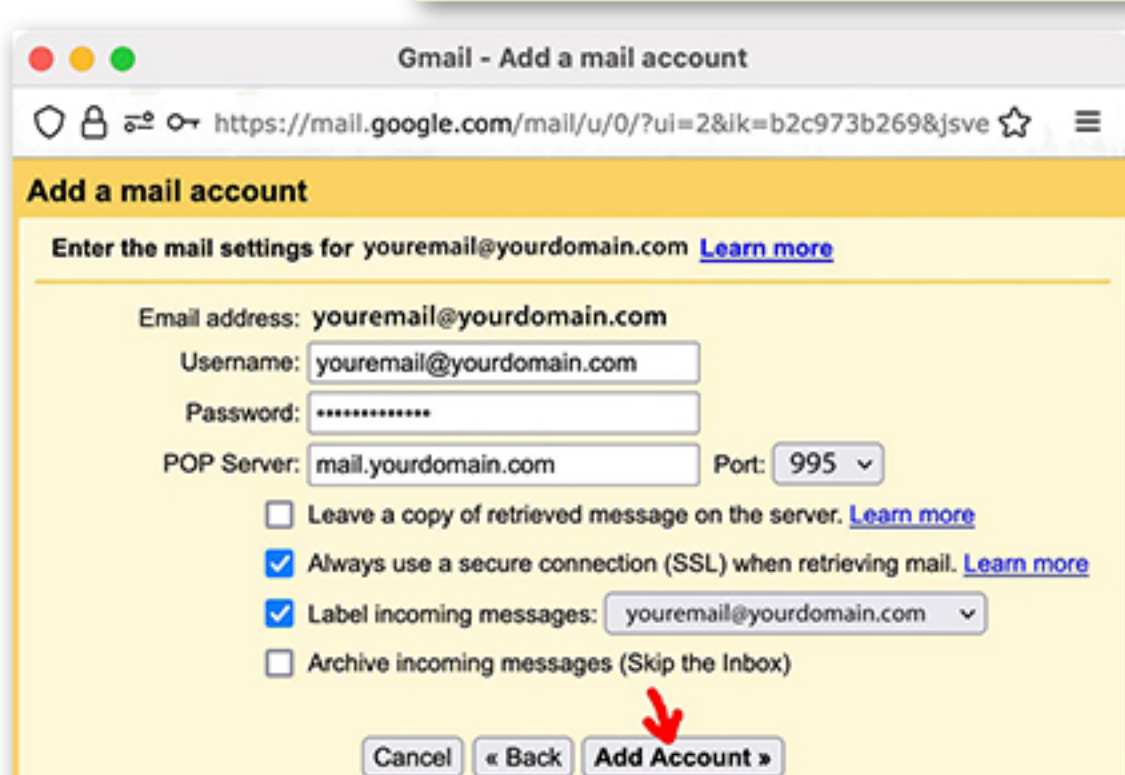 Gmail - Add a mail account
https://mail.google.com/mail/u/0/?ui=2&ik=b2c973b269&jsve
Add a mail account
Enter the mail settings for youremail@yourdomain.com Learn more
Email address: youremail@yourdomain.com
Username: youremail@yourdomain.com
Password: •••••••••••••
POP Server: mail.yourdomain.com Port: 995
Leave a copy of retrieved message on the server. Learn more
Always use a secure connection (SSL) when retrieving mail. Learn more
Label incoming messages: youremail@yourdomain.com
Archive incoming messages (Skip the Inbox)
Cancel « Back Add Account »